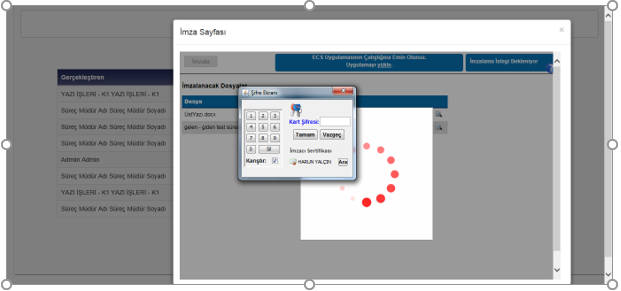 İmza Sayfası
×
İmzala
E.C.S Uygulamasının Çalıştığına Emin Olunuz.
Uygulamayı yükle.
İmzalama İsteği Bekleniyor
Gerçekleştiren
YAZI İŞLERİ - K1 YAZI İŞLERİ - K1
Süreç Müdür Adı Süreç Müdür Soyadı
Süreç Müdür Adı Süreç Müdür Soyadı
Süreç Müdür Adı Süreç Müdür Soyadı
Admin Admin
Süreç Müdür Adı Süreç Müdür Soyadı
YAZI İŞLERİ - K1 YAZI İŞLERİ - K1
Süreç Müdür Adı Süreç Müdür Soyadı
İmzalanacak Dosyalar
Dosya
ÜstYazı.docx
gelen - giden test süre
Şifre Ekranı
1 2 3
4 5 6
7 8 9
0
Karıştır:
Kart Şifresi:
Tamam Vazgeç
İmzacı Sertifikası
HARUN YALÇIN
Ara